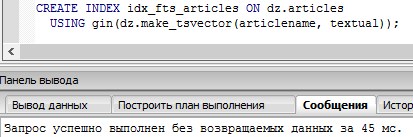 CREATE INDEX idx_fts_articles ON dz.articles
USING gin(dz.make_tsvector(articlename, textual));
Панель вывода
Вывод данных Построить план выполнения Сообщения Истор
Запрос успешно выполнен без возвращаемых данных за 45 мс.